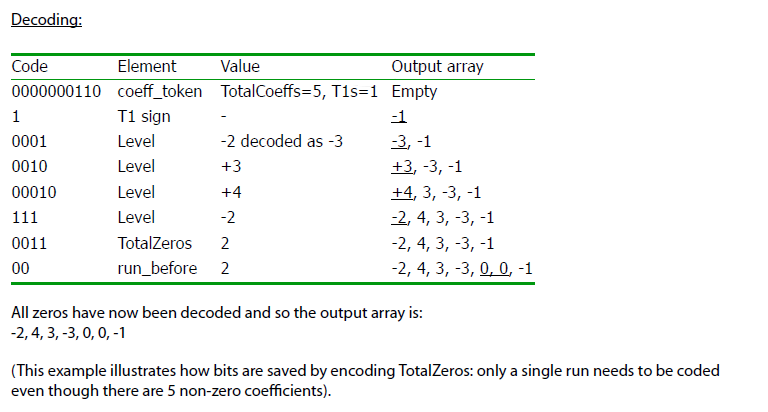 Decoding:
Code Element Value Output array
0000000110 coeff_token TotalCoeffs=5, T1s=1 Empty
1 T1 sign - -1
0001 Level -2 decoded as -3 -3, -1
0010 Level +3 +3, -3, -1
00010 Level +4 +4, 3, -3, -1
111 Level -2 -2, 4, 3, -3, -1
0011 TotalZeros 2 -2, 4, 3, -3, -1
00 run_before 2 -2, 4, 3, -3, 0, 0, -1
All zeros have now been decoded and so the output array is:
-2, 4, 3, -3, 0, 0, -1
(This example illustrates how bits are saved by encoding TotalZeros: only a single run needs to be coded
even though there are 5 non-zero coefficients).